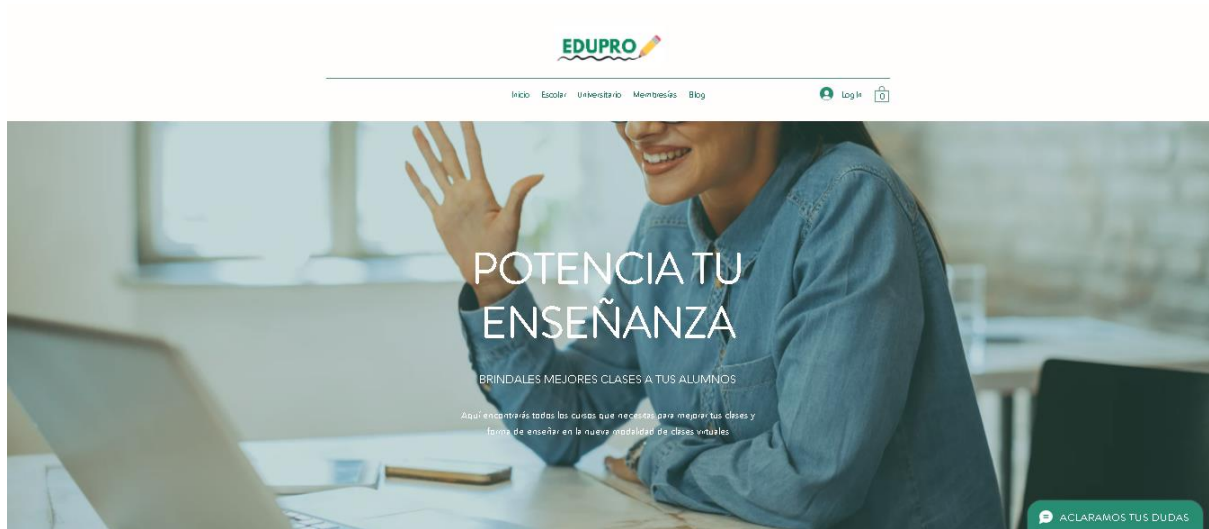 EDUPRO
Inicio Escolar Universitario Membresías Blog
Log In
0
POTENCIA TU
ENSEÑANZA
BRINDALES MEJORES CLASES A TUS ALUMNOS
Aquí encontrarás todos los cursos que necesitas para mejorar tus clases y
forma de enseñar en la nueva modalidad de clases virtuales
ACLARAMOS TUS DUDAS